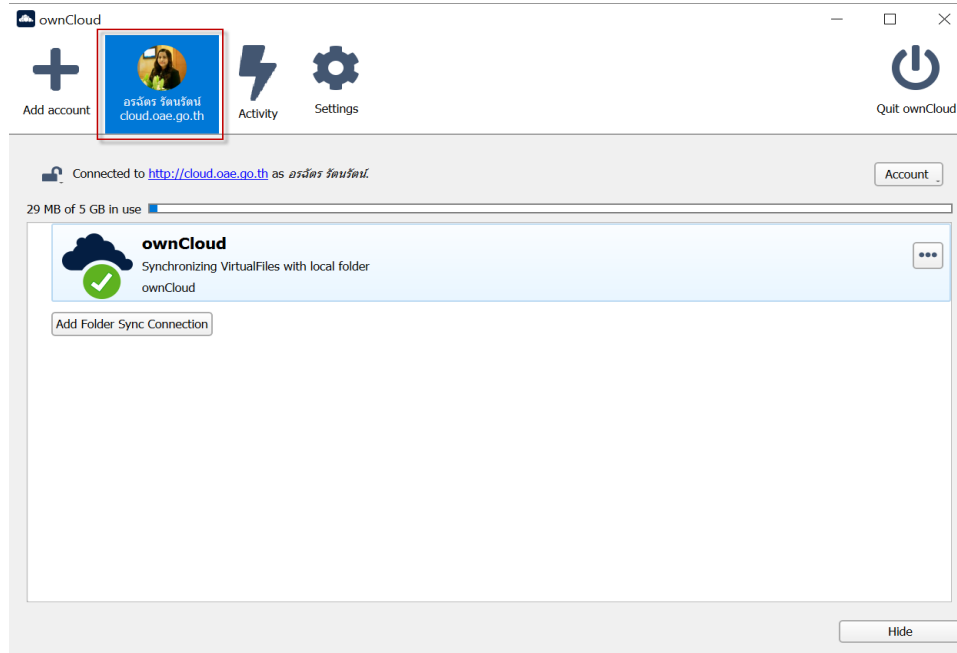 ownCloud
Add account
อรฉัตร รัตนรัตน์
cloud.oae.go.th
Activity
Settings
Quit ownCloud
Connected to http://cloud.oae.go.th as อรฉัตร รัตนรัตน์.
Account
29 MB of 5 GB in use
ownCloud
Synchronizing VirtualFiles with local folder
ownCloud
Add Folder Sync Connection
Hide